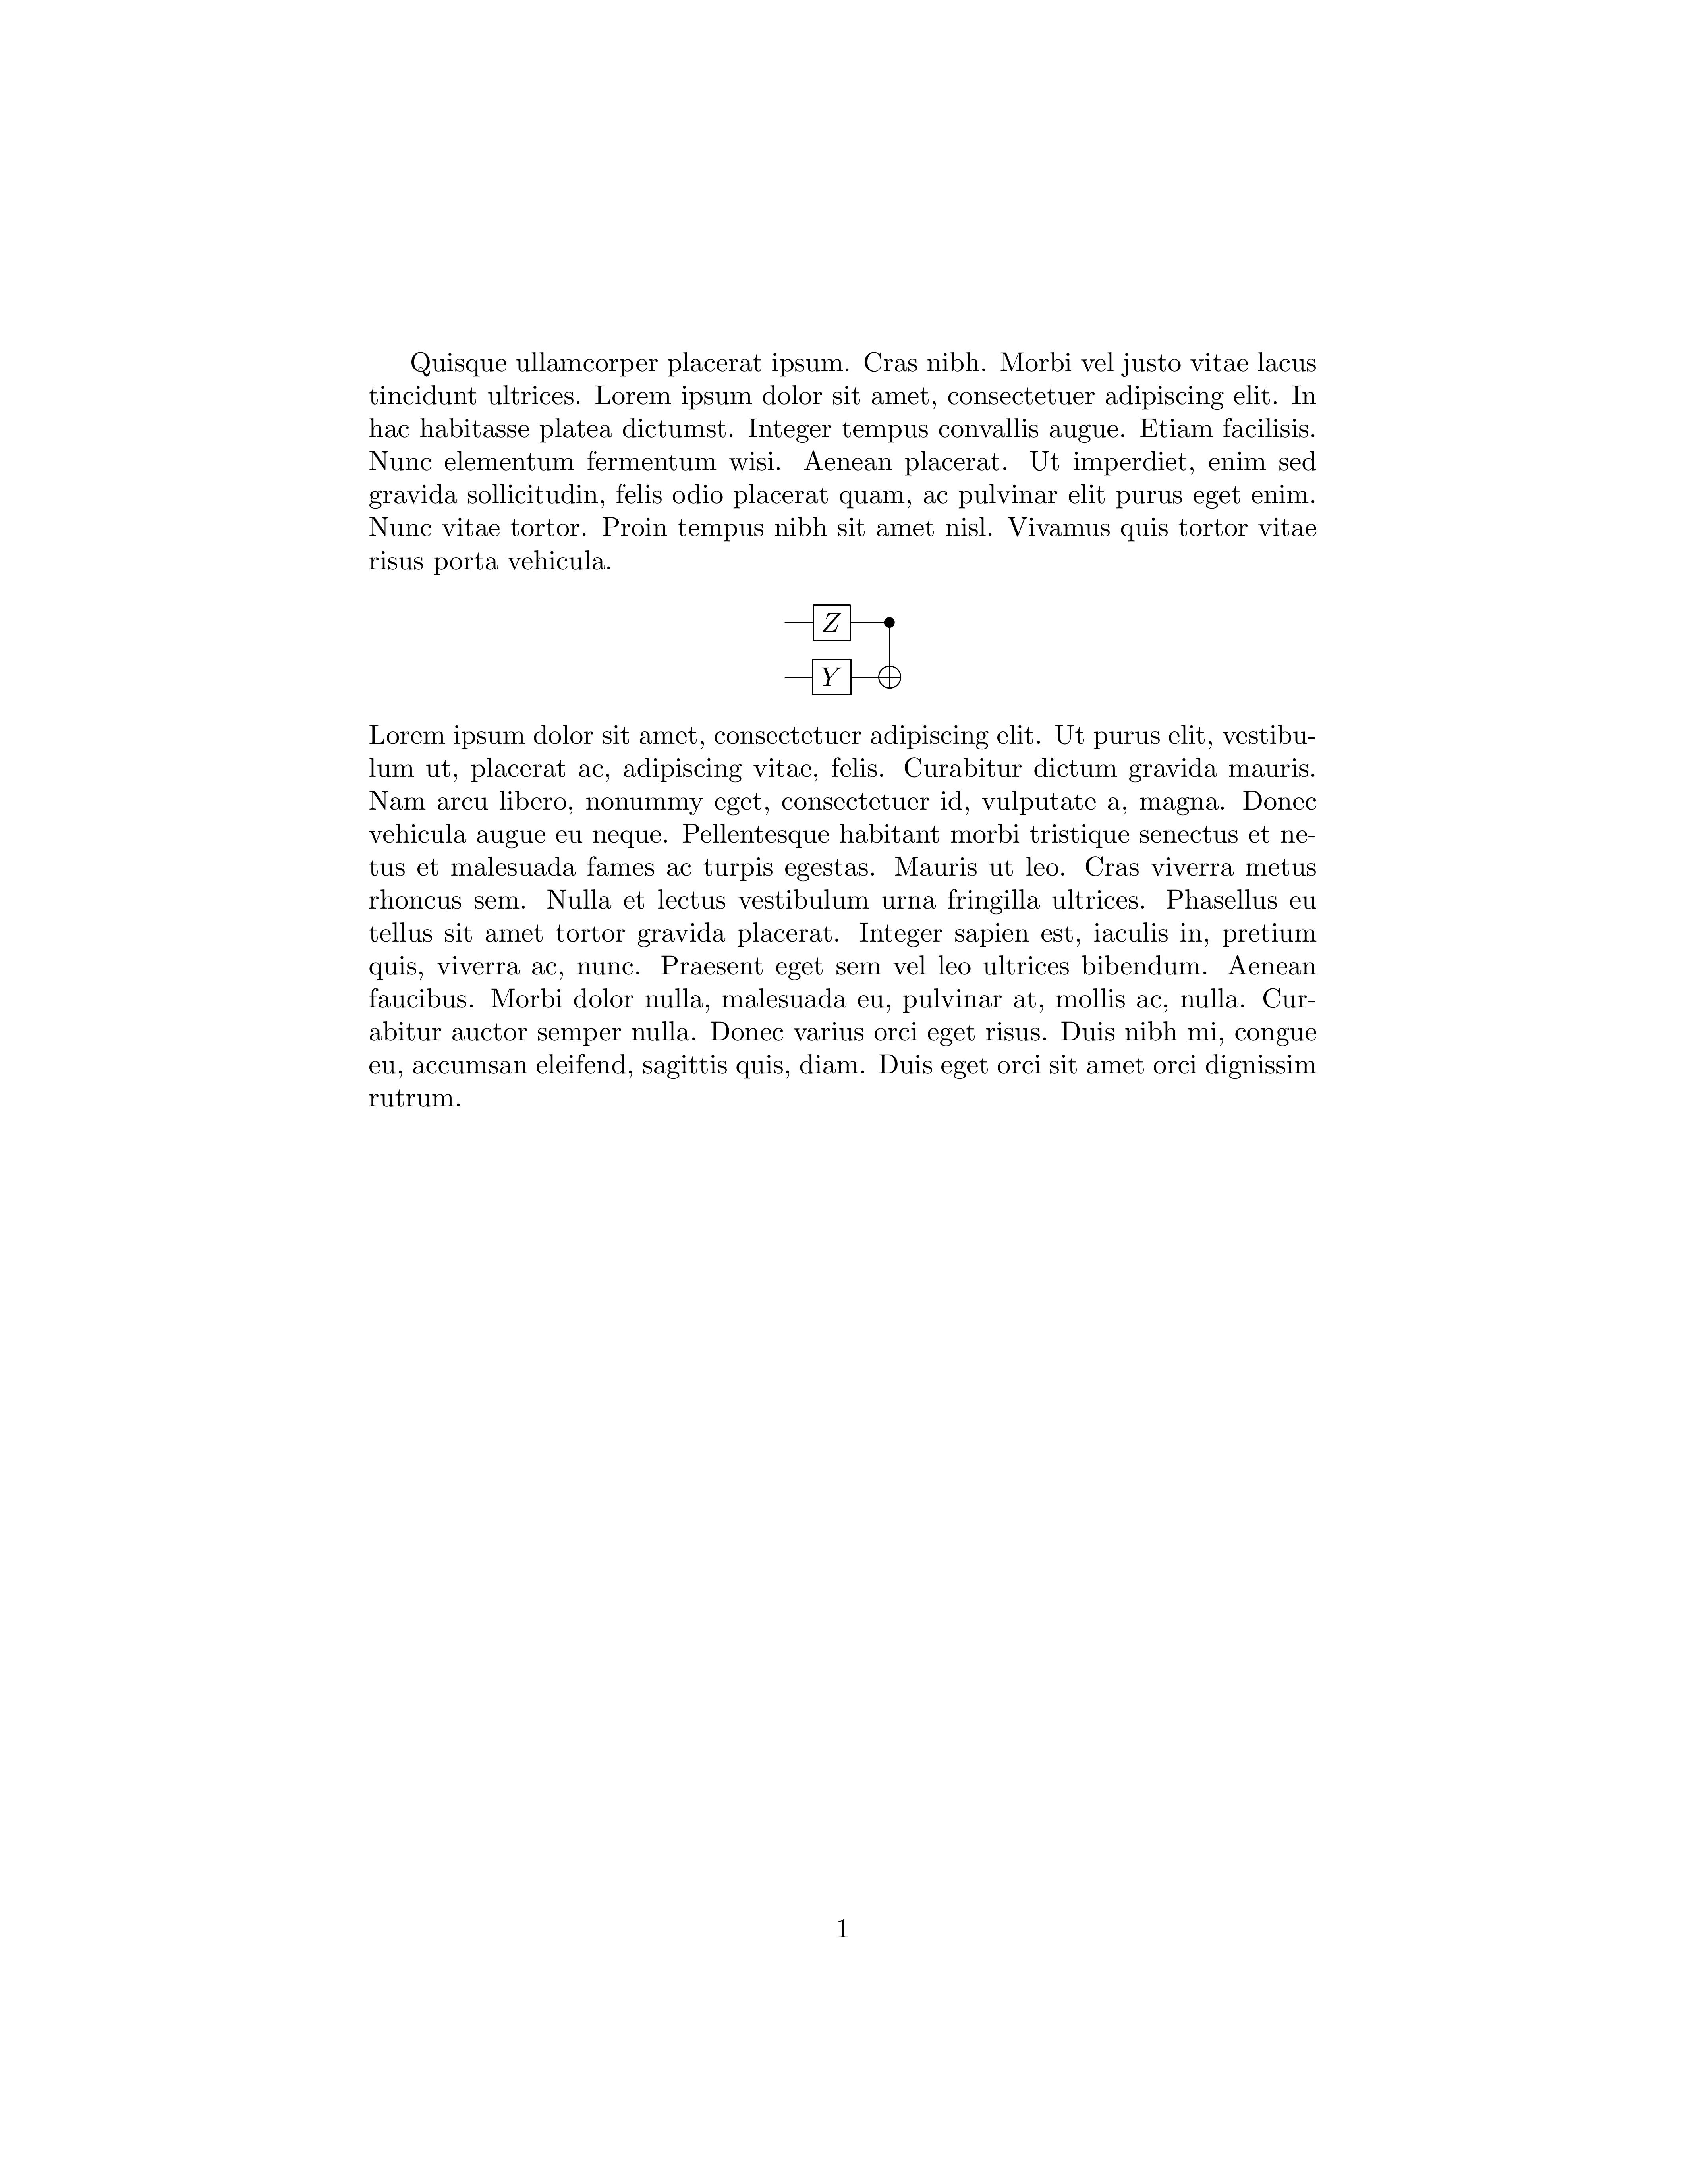 Quisque ullamcorper placerat ipsum. Cras nibh. Morbi vel justo vitae lacus
tincidunt ultrices. Lorem ipsum dolor sit amet, consectetuer adipiscing elit. In
hac habitasse platea dictumst. Integer tempus convallis augue. Etiam facilisis.
Nunc elementum fermentum wisi. Aenean placerat. Ut imperdiet, enim sed
gravida sollicitudin, felis odio placerat quam, ac pulvinar elit purus eget enim.
Nunc vitae tortor. Proin tempus nibh sit amet nisl. Vivamus quis tortor vitae
risus porta vehicula.
Z
Y
Lorem ipsum dolor sit amet, consectetuer adipiscing elit. Ut purus elit, vestibu-
lum ut, placerat ac, adipiscing vitae, felis. Curabitur dictum gravida mauris.
Nam arcu libero, nonummy eget, consectetuer id, vulputate a, magna. Donec
vehicula augue eu neque. Pellentesque habitant morbi tristique senectus et ne-
tus et malesuada fames ac turpis egestas. Mauris ut leo. Cras viverra metus
rhoncus sem. Nulla et lectus vestibulum urna fringilla ultrices. Phasellus eu
tellus sit amet tortor gravida placerat. Integer sapien est, iaculis in, pretium
quis, viverra ac, nunc. Praesent eget sem vel leo ultrices bibendum. Aenean
faucibus. Morbi dolor nulla, malesuada eu, pulvinar at, mollis ac, nulla. Cur-
abitur auctor semper nulla. Donec varius orci eget risus. Duis nibh mi, congue
eu, accumsan eleifend, sagittis quis, diam. Duis eget orci sit amet orci dignissim
rutrum.
1